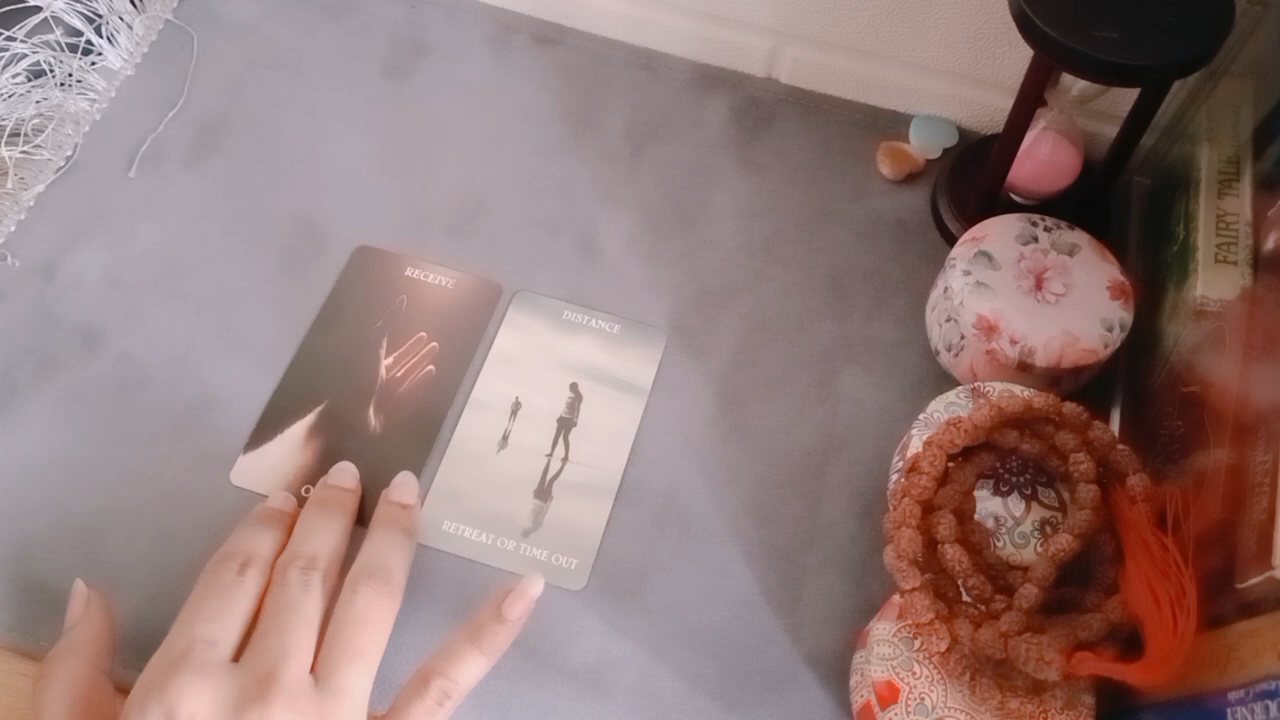 RECEIVE
DISTANCE
RETREAT OR TIME OUT
FAIRY TALE